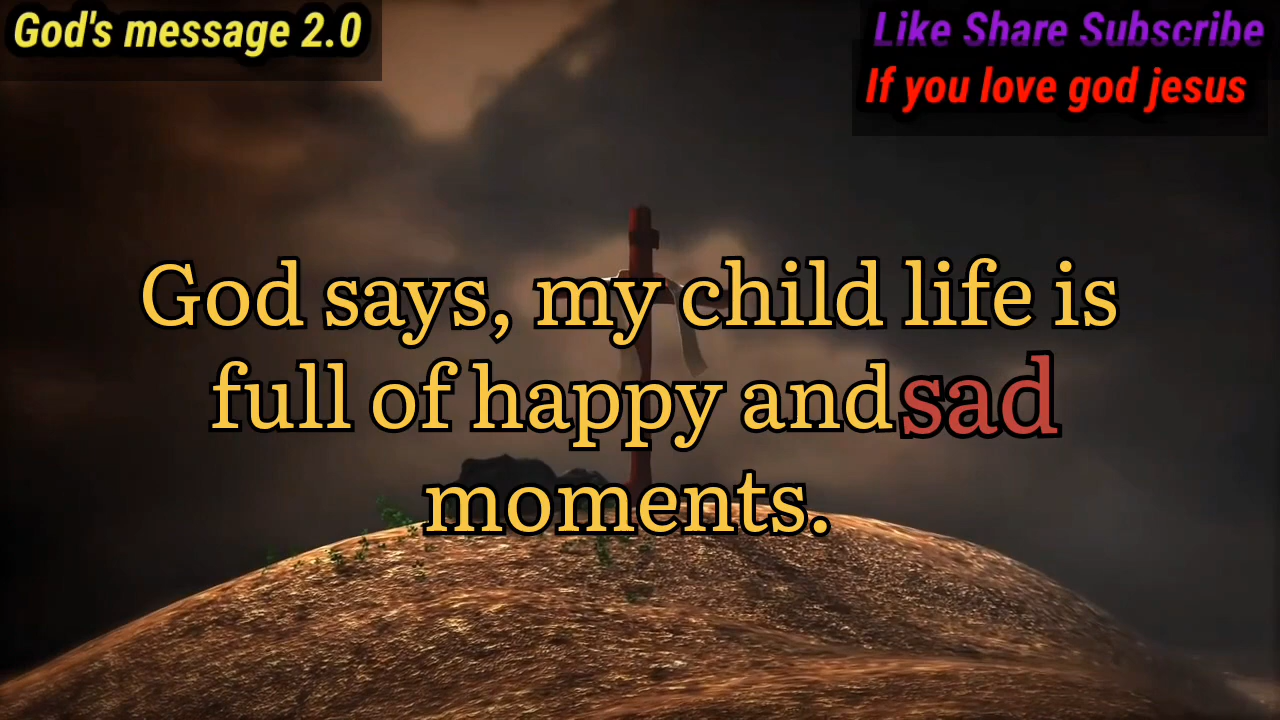 God's message 2.0
Like Share Subscribe
If you love god jesus
God says, my child life is
full of happy and sad
moments.